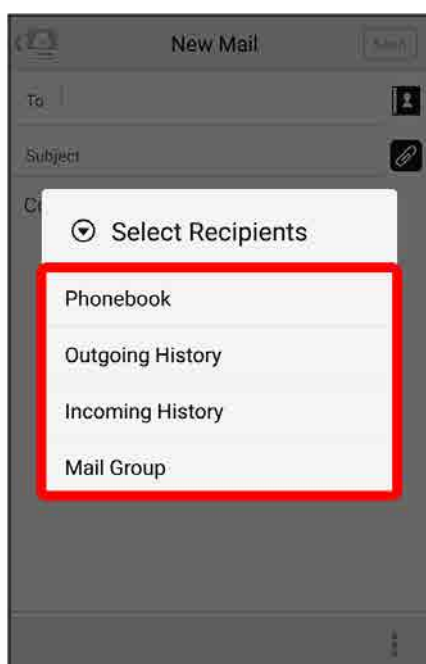 New Mail
Send
To
Subject
Select Recipients
Phonebook
Outgoing History
Incoming History
Mail Group